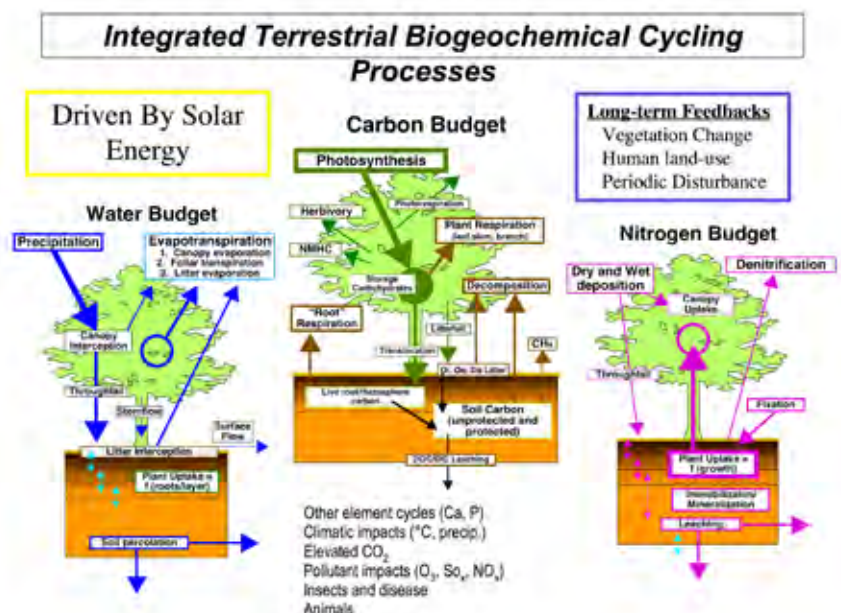 Integrated Terrestrial Biogeochemical Cycling
Processes
Driven By Solar
Energy
Carbon Budget
Long-term Feedbacks
Vegetation Change
Human land-use
Periodic Disturbance
Water Budget
Precipitation
Evapotranspiration
1. Canopy evaporation
2. Foliar transpiration
3. Litter evaporation
Canopy
Interception
Throughfall
Stemflow
Surface
Flow
Litter Interception
Plant Uptake =
f (roots/layer)
Soil percolation
Photosynthesis
Photorespiration
Herbivory
NMHC
Plant Respiration
Storage
Carbohydrates
Decomposition
"Root"
Respiration
Litterfall
Translocation
CH₄
Live root/rhizosphere
carbon
Soil Carbon
(unprotected and
protected)
Leaching
Other element cycles (Ca, P)
Climatic impacts (°C, precip.)
Elevated CO₂
Pollutant impacts (O₃, Soₓ, NOₓ)
Insects and disease
Animals
Nitrogen Budget
Dry and Wet
deposition
Denitrification
Canopy
Uptake
Throughfall
Fixation
Plant Uptake =
f (growth)
Immobilization/
Mineralization
Leaching